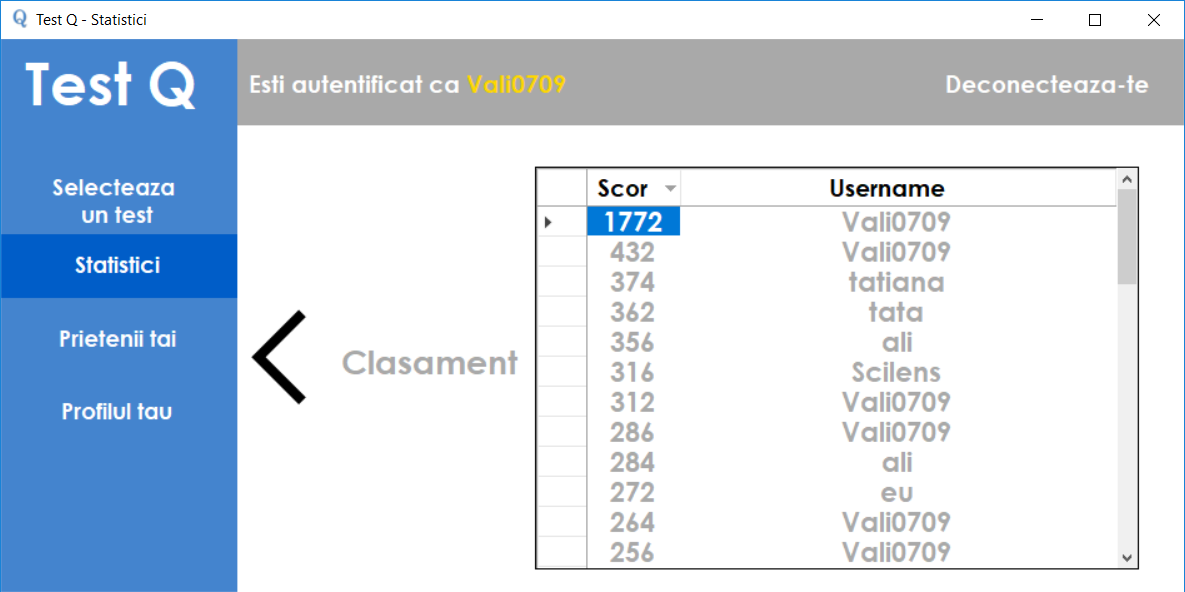 Test Q - Statistici
Test Q
Esti autentificat ca Vali0709
Deconecteaza-te
Selecteaza
un test
Statistici
Prietenii tai
Profilul tau
Clasament
Scor Username
1772 Vali0709
432 Vali0709
374 tatiana
362 tata
356 ali
316 Scilens
312 Vali0709
286 Vali0709
284 ali
272 eu
264 Vali0709
256 Vali0709